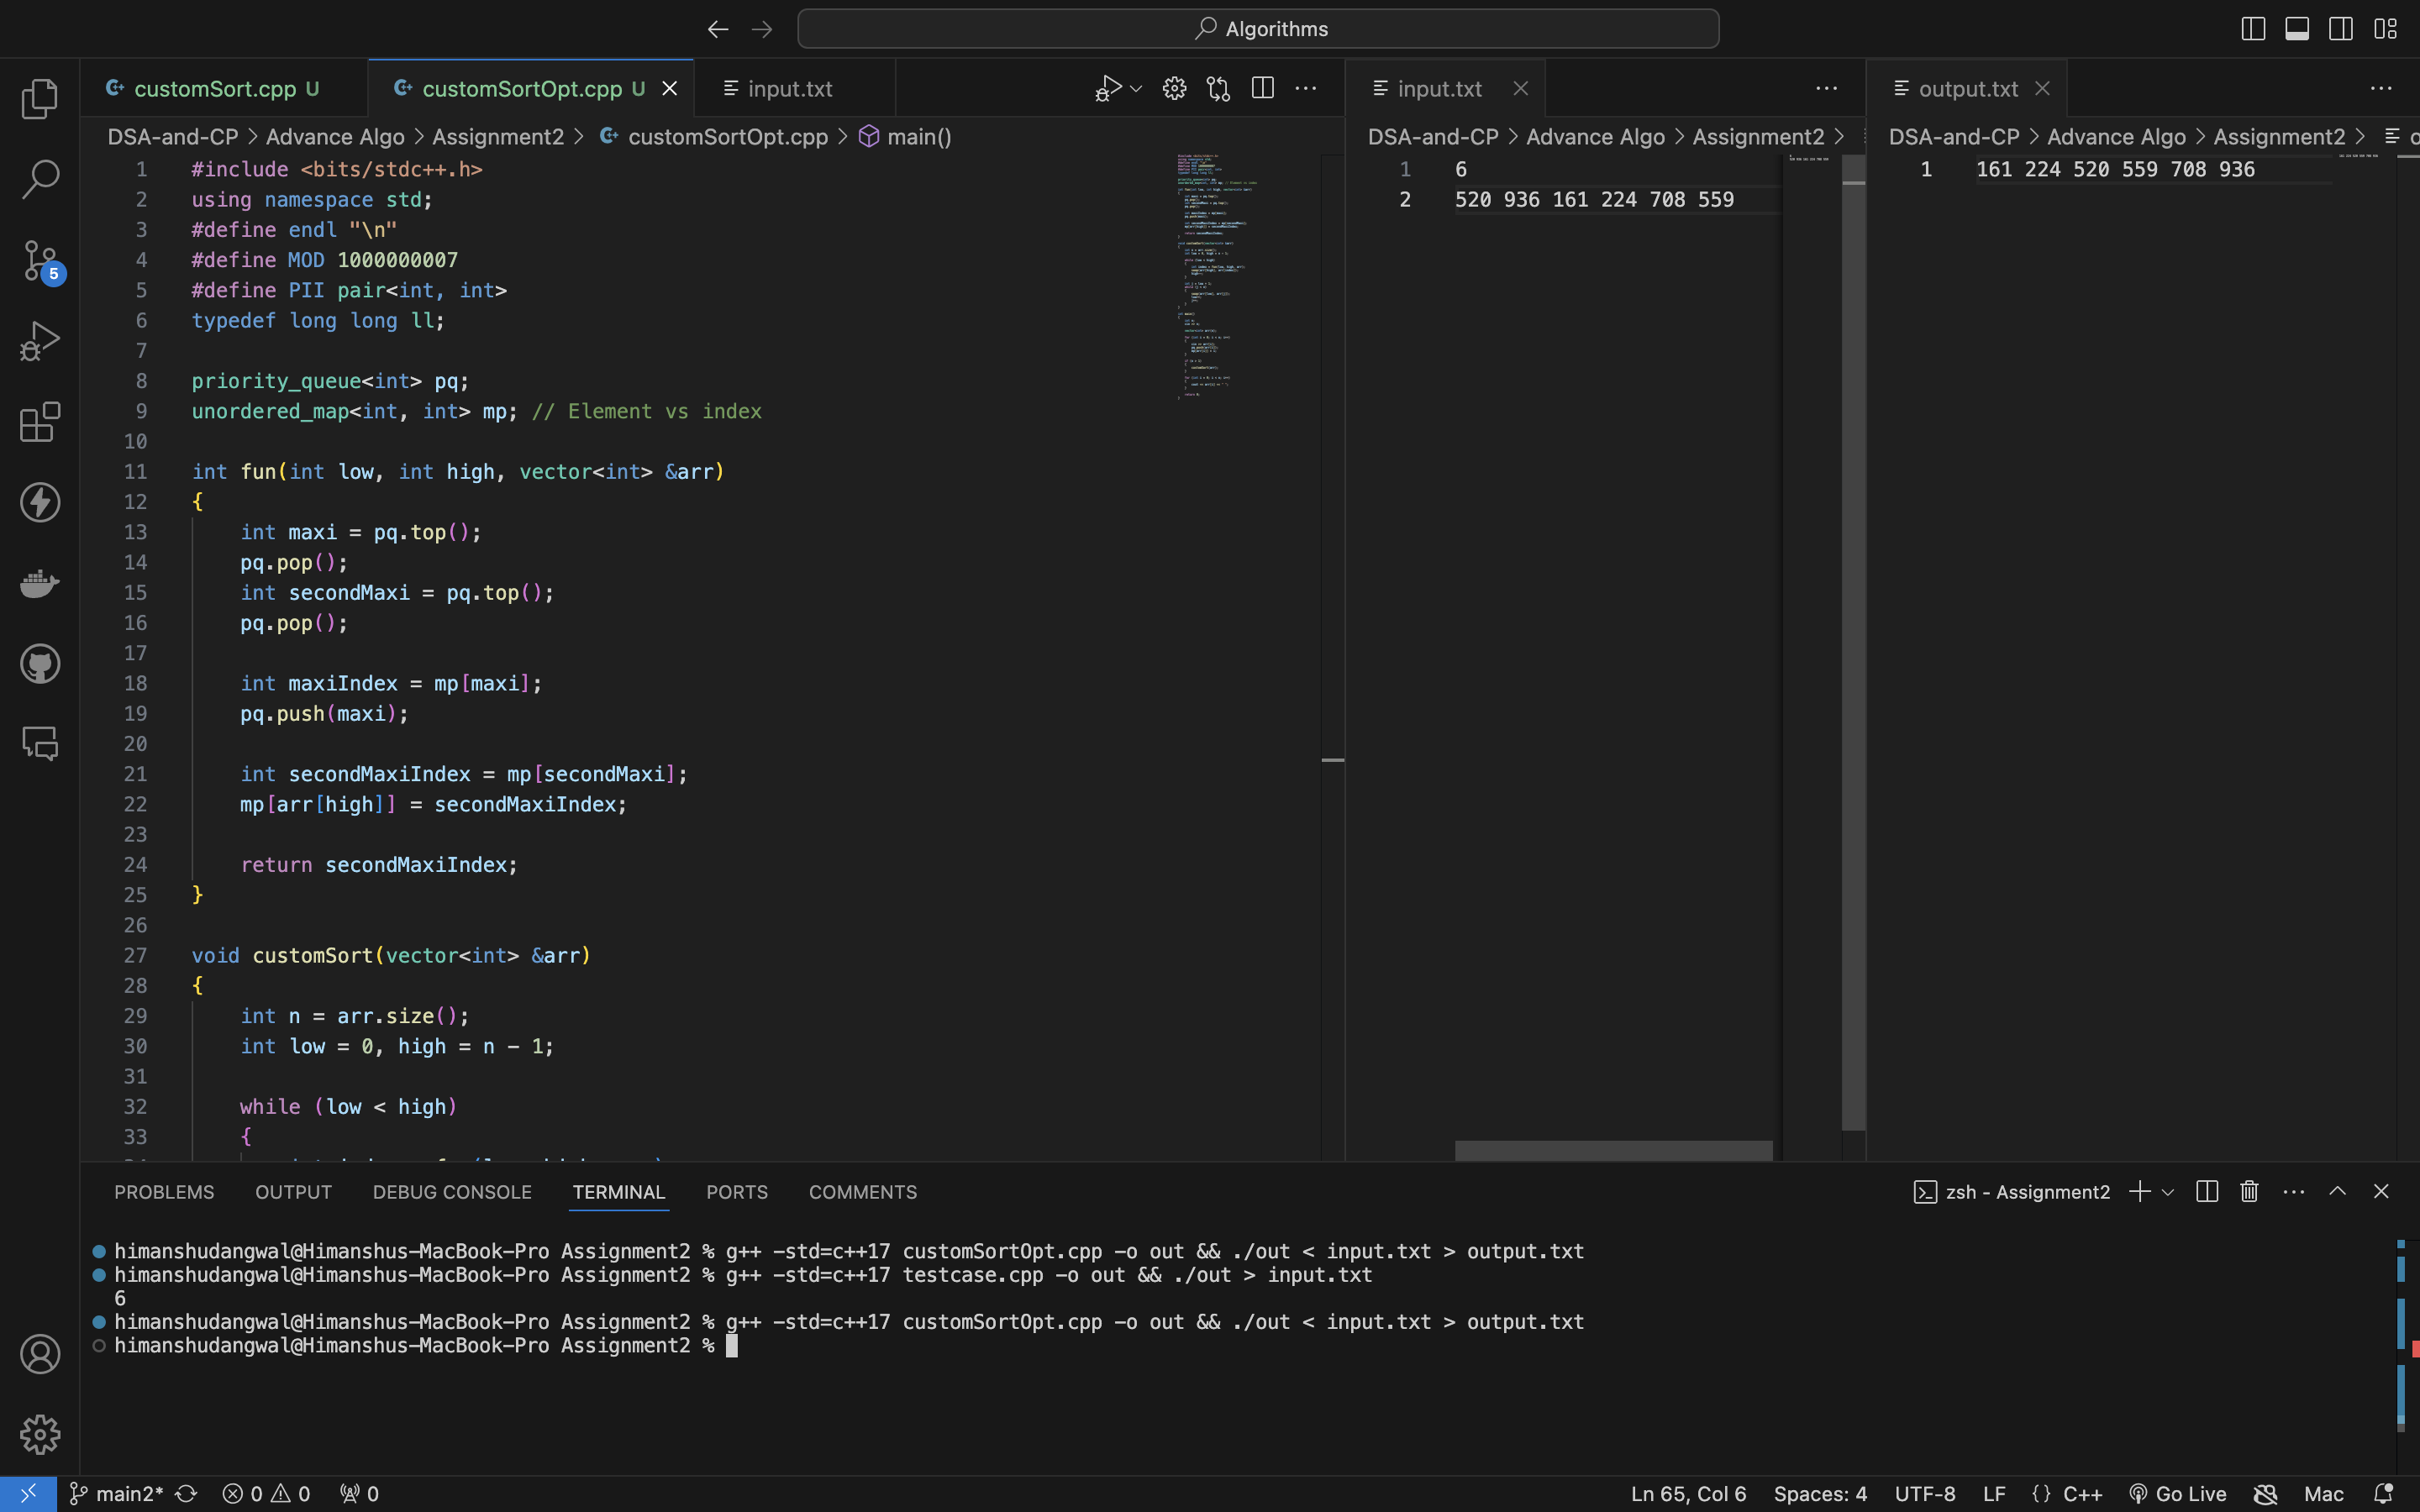 Algorithms
customSort.cpp U
customSortOpt.cpp U
input.txt
DSA-and-CP > Advance Algo > Assignment2 > customSortOpt.cpp > main()
1 #include <bits/stdc++.h>
2 using namespace std;
3 #define endl "\n"
4 #define MOD 1000000007
5 #define PII pair<int, int>
6 typedef long long ll;
7
8 priority_queue<int> pq;
9 unordered_map<int, int> mp; // Element vs index
10
11 int fun(int low, int high, vector<int> &arr)
12 {
13 int maxi = pq.top();
14 pq.pop();
15 int secondMaxi = pq.top();
16 pq.pop();
17
18 int maxiIndex = mp[maxi];
19 pq.push(maxi);
20
21 int secondMaxiIndex = mp[secondMaxi];
22 mp[arr[high]] = secondMaxiIndex;
23
24 return secondMaxiIndex;
25 }
26
27 void customSort(vector<int> &arr)
28 {
29 int n = arr.size();
30 int low = 0, high = n - 1;
31
32 while (low < high)
33 {
input.txt
DSA-and-CP > Advance Algo > Assignment2 >
1 6
2 520 936 161 224 708 559
output.txt
DSA-and-CP > Advance Algo > Assignment2 >
1 161 224 520 559 708 936
5
PROBLEMS OUTPUT DEBUG CONSOLE TERMINAL PORTS COMMENTS
zsh - Assignment2
himanshudangwal@Himanshus-MacBook-Pro Assignment2 % g++ -std=c++17 customSortOpt.cpp -o out && ./out < input.txt > output.txt
himanshudangwal@Himanshus-MacBook-Pro Assignment2 % g++ -std=c++17 testcase.cpp -o out && ./out > input.txt
6
himanshudangwal@Himanshus-MacBook-Pro Assignment2 % g++ -std=c++17 customSortOpt.cpp -o out && ./out < input.txt > output.txt
himanshudangwal@Himanshus-MacBook-Pro Assignment2 %
main2* 0 0 0
Ln 65, Col 6 Spaces: 4 UTF-8 LF {} C++ Go Live Mac